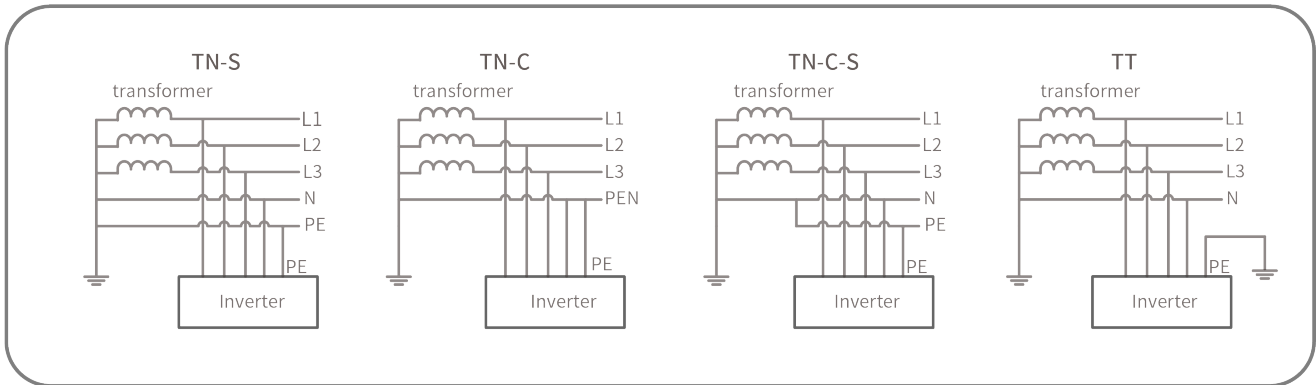 TN-S
transformer
L1
L2
L3
N
PE
PE
Inverter
TN-C
transformer
L1
L2
L3
PEN
PE
Inverter
TN-C-S
transformer
L1
L2
L3
N
PE
PE
Inverter
TT
transformer
L1
L2
L3
N
PE
Inverter